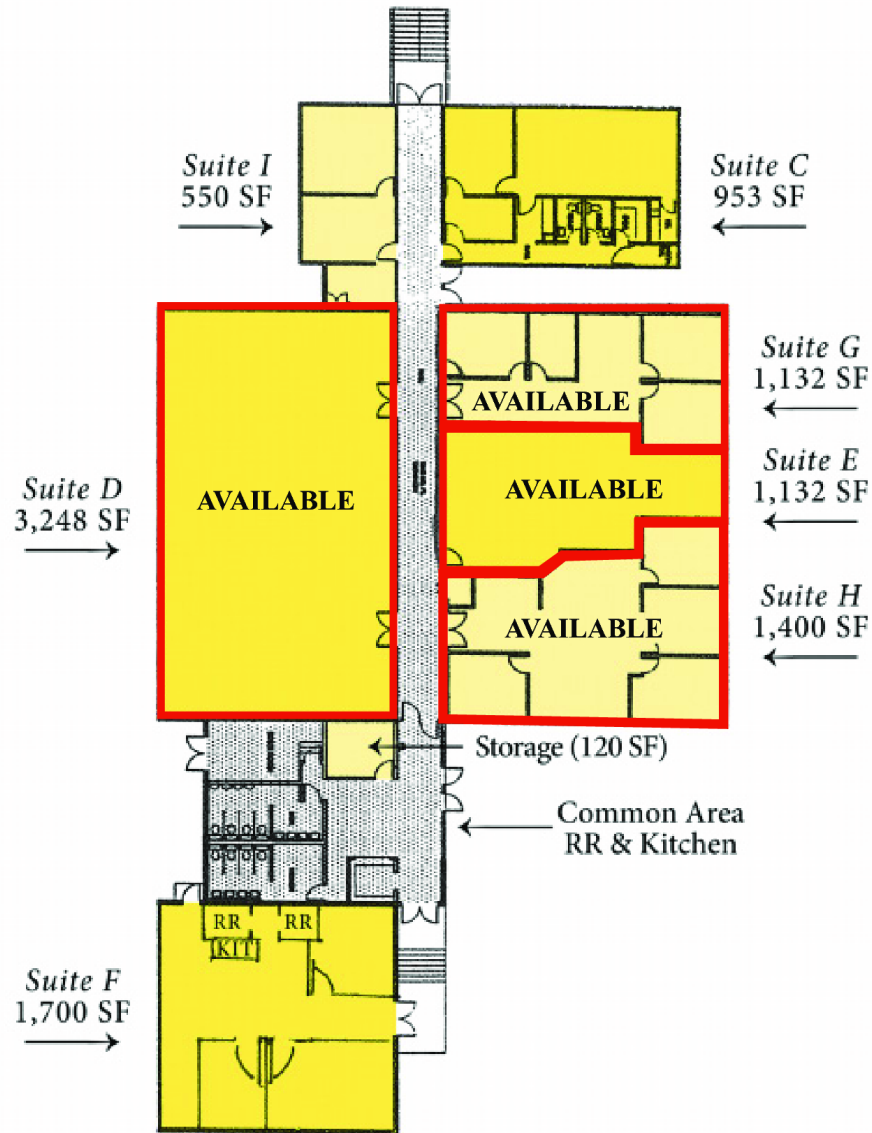 Suite I
550 SF
Suite C
953 SF
Suite G
1,132 SF
AVAILABLE
Suite D
3,248 SF
AVAILABLE
AVAILABLE
Suite E
1,132 SF
Suite H
1,400 SF
AVAILABLE
Storage (120 SF)
Common Area
RR & Kitchen
RR
RR
KIT
Suite F
1,700 SF